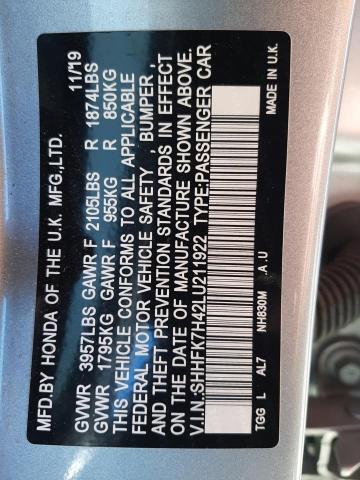 MFD.BY HONDA OF THE U.K. MFG.,LTD. 11/19
GVWR 3957LBS GAWR F 2105LBS R 1874LBS
GVWR 1795KG GAWR F 955KG R 850KG
THIS VEHICLE CONFORMS TO ALL APPLICABLE
FEDERAL MOTOR VEHICLE SAFETY , BUMPER ,
AND THEFT PREVENTION STANDARDS IN EFFECT
ON THE DATE OF MANUFACTURE SHOWN ABOVE.
V.I.N.:SHHFK7H42LU211922 TYPE:PASSENGER CAR
TGG L AL7 NH830M A.U MADE IN U.K.